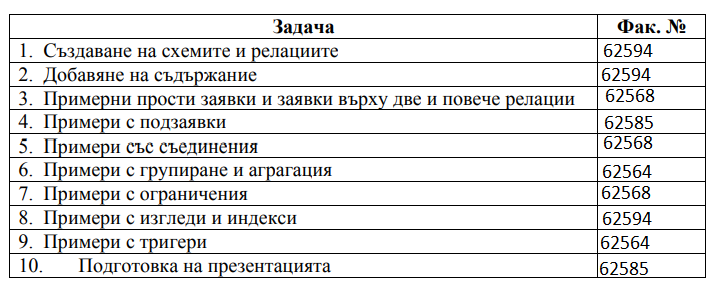 Задача Фак. №
1. Създаване на схемите и релациите 62594
2. Добавяне на съдържание 62594
3. Примерни прости заявки и заявки върху две и повече релации 62568
4. Примери с подзаявки 62585
5. Примери със съединения 62568
6. Примери с групиране и аграгация 62564
7. Примери с ограничения 62568
8. Примери с изгледи и индекси 62594
9. Примери с тригери 62564
10. Подготовка на презентацията 62585